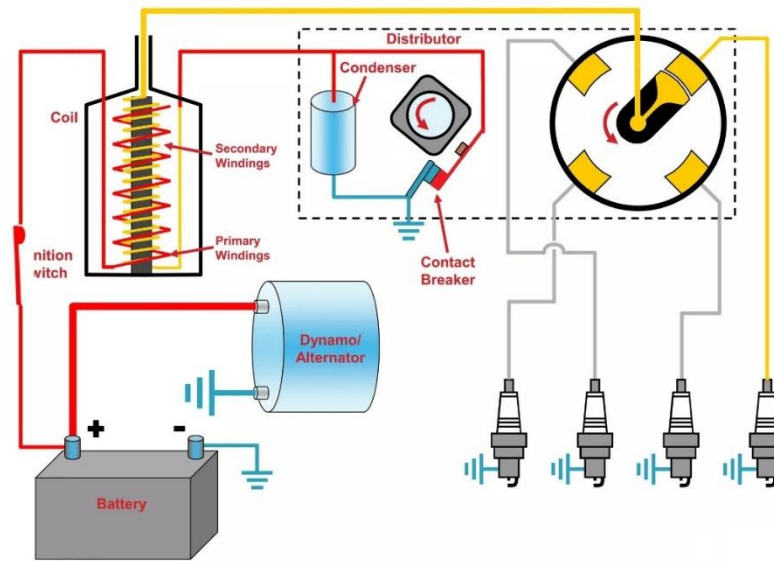 Distributor
Condenser
Coil
Secondary
Windings
Primary
Windings
nition
witch
Contact
Breaker
Dynamo/
Alternator
+ -
Battery